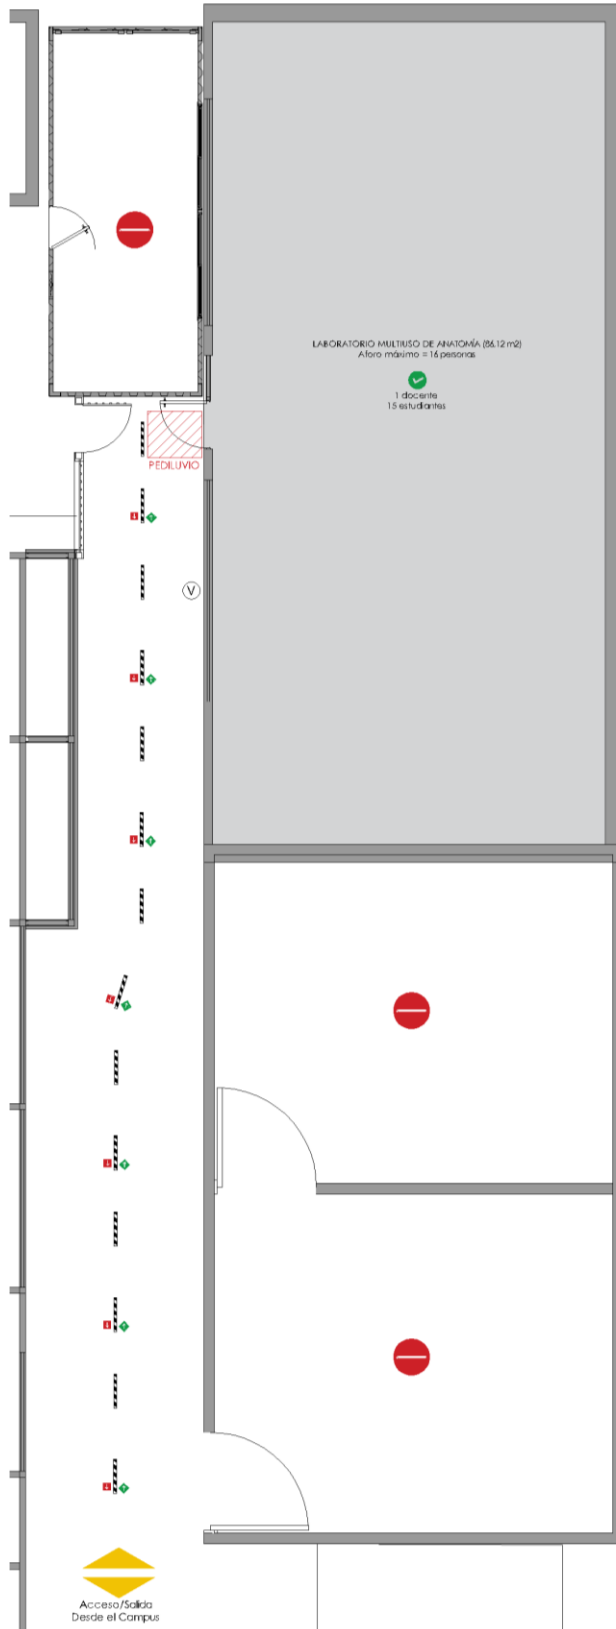 LABORATORIO MULTIUSO DE ANATOMÍA (86.12 m2)
Aforo máximo = 16 personas
1 docente
15 estudiantes
PEDILUVIO
V
Acceso/Salida
Desde el Campus